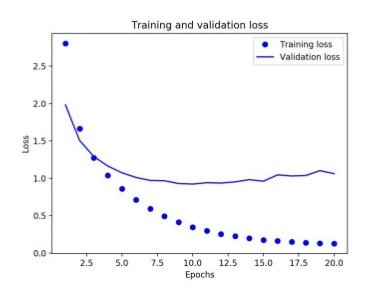 Training and validation loss
Training loss
Validation loss
2.5
2.0
1.5
1.0
0.5
0.0
Loss
2.5 5.0 7.5 10.0 12.5 15.0 17.5 20.0
Epochs